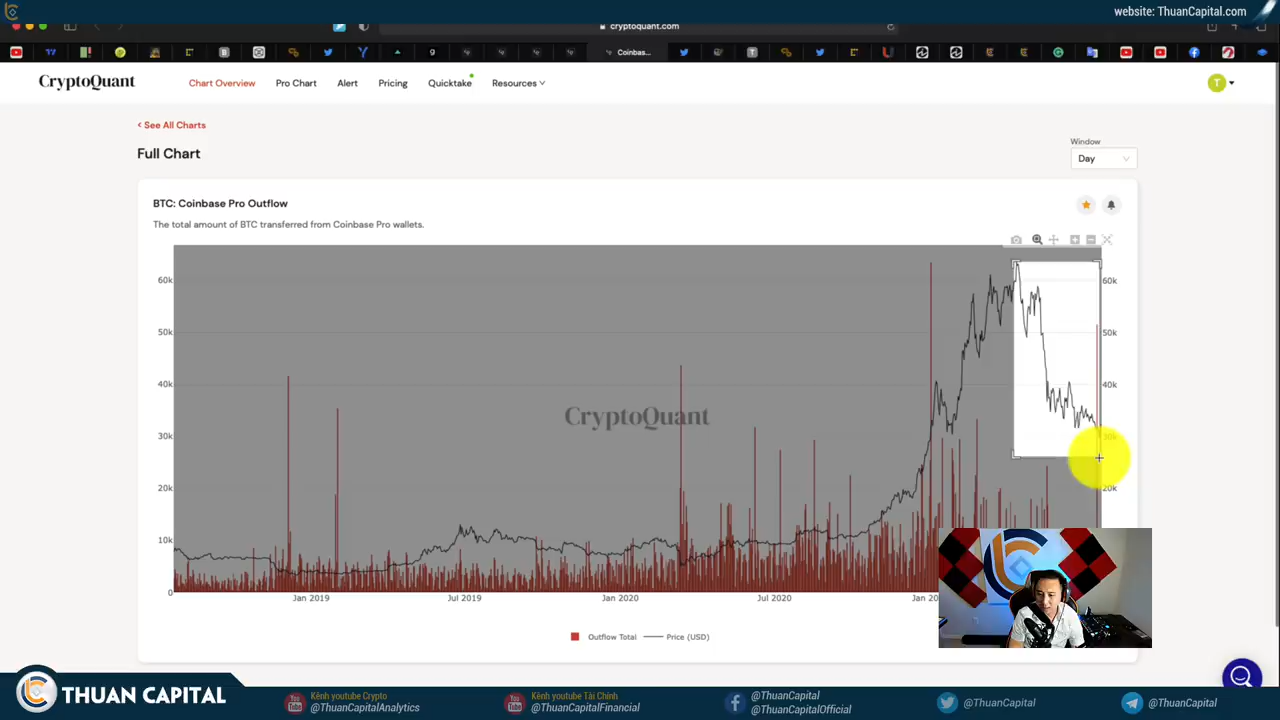 website: ThuanCapital.com
cryptoquant.com
Coinbas...
CryptoQuant
Chart Overview
Pro Chart
Alert
Pricing
Quicktake
Resources
T
< See All Charts
Full Chart
Window
Day
BTC: Coinbase Pro Outflow
The total amount of BTC transferred from Coinbase Pro wallets.
60k
60k
50k
50k
40k
40k
CryptoQuant
30k
30k
20k
20k
10k
0
Jan 2019
Jul 2019
Jan 2020
Jul 2020
Jan 20
Outflow Total
Price (USD)
THUAN CAPITAL
Kênh youtube Crypto
@ThuanCapitalAnalytics
Kênh youtube Tài Chính
@ThuanCapitalFinancial
@ThuanCapital
@ThuanCapitalOfficial
@ThuanCapital
@ThuanCapital